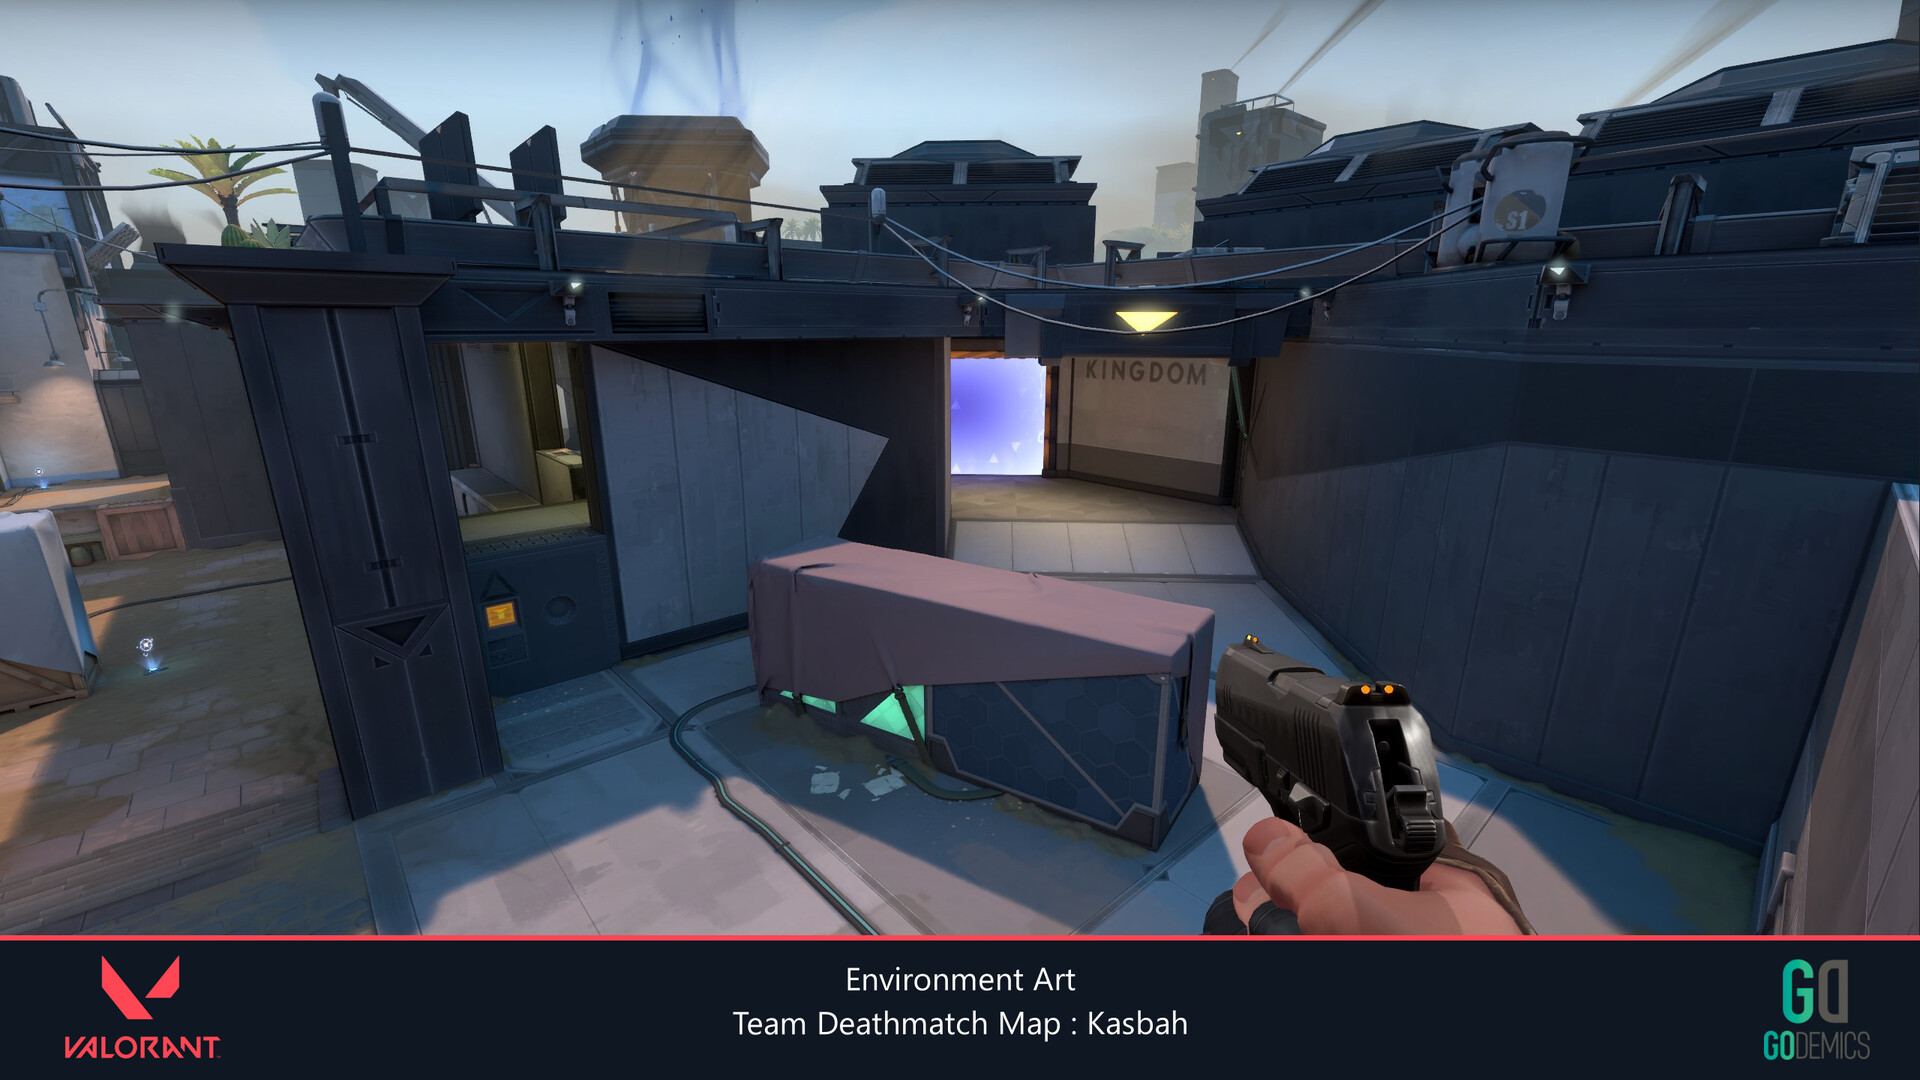 S1
KINGDOM
Environment Art
Team Deathmatch Map : Kasbah
VALORANT
GD
GODEMICS